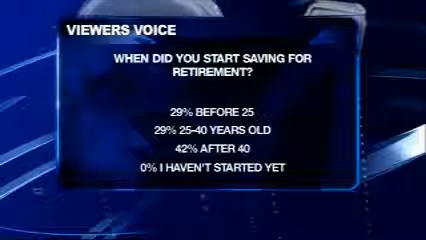 VIEWERS VOICE
WHEN DID YOU START SAVING FOR
RETIREMENT?
29% BEFORE 25
29% 25-40 YEARS OLD
42% AFTER 40
0% I HAVEN'T STARTED YET